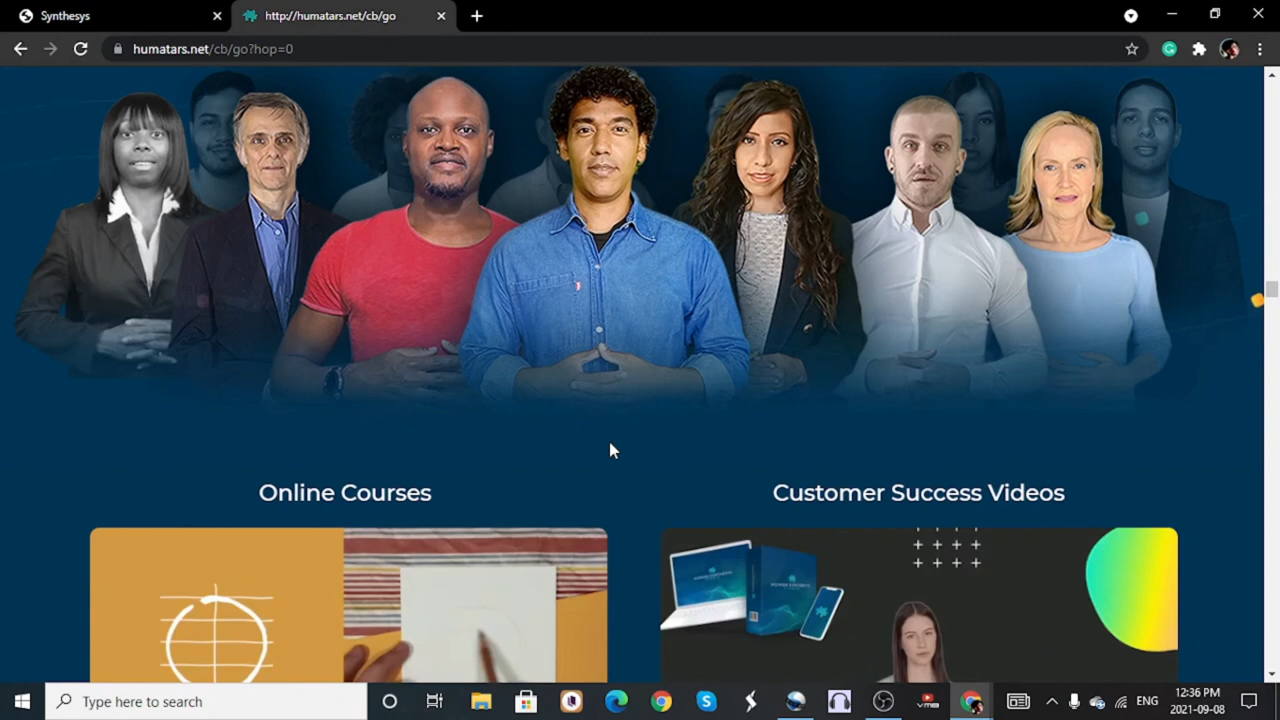 Synthesys
http://humatars.net/cb/go
humatars.net/cb/go?hop=0
Online Courses
Customer Success Videos
Type here to search
ENG
12:36 PM
2021-09-08